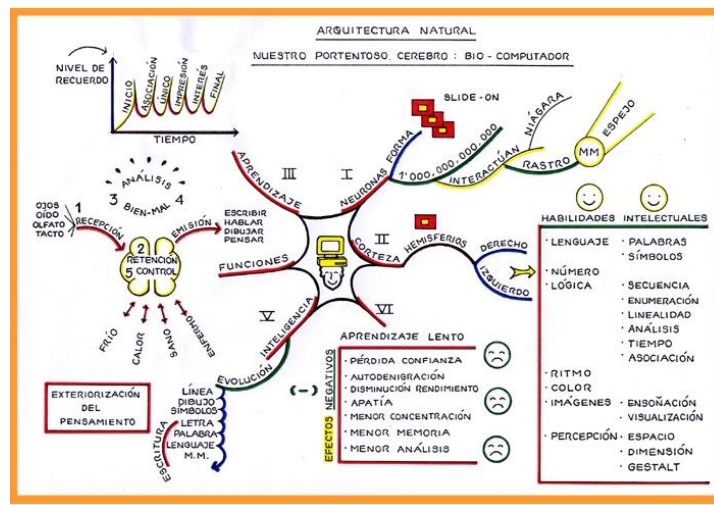 ARQUITECTURA NATURAL
NUESTRO PORTENTOSO, CEREBRO : BIO - COMPUTADOR
NIVEL DE
RECUERDO
INICIO
ASOCIACIÓN
ÚNICO
IMPRESIÓN
INTERÉS
FINAL
TIEMPO
III
APRENDIZAJE
I
NEURONAS
FORMA
SLIDE-ON
1'000,000,000,000
INTERACTÚAN
NIÁGARA
RASTRO
MM
ESPEJO
ANÁLISIS
3 BIEN-MAL 4
OJOS
OÍDO
OLFATO
TACTO
1
RECEPCIÓN
EMISIÓN
ESCRIBIR
HABLAR
DIBUJAR
PENSAR
2
RETENCIÓN
5 CONTROL
FRÍO
CALOR
SANO
ENFERMO
FUNCIONES
II
CORTEZA
HEMISFERIOS
DERECHO
IZQUIERDO
V
INTELIGENCIA
VI
EVOLUCIÓN
LÍNEA
DIBUJO
SÍMBOLOS
LETRA
PALABRA
LENGUAJE
M.M.
ESCRITURA
EXTERIORIZACIÓN
DEL
PENSAMIENTO
(-)
EFECTOS NEGATIVOS
APRENDIZAJE LENTO
· PÉRDIDA CONFIANZA
· AUTODENIGRACIÓN
· DISMINUCIÓN RENDIMIENTO
· APATÍA
· MENOR CONCENTRACIÓN
· MENOR MEMORIA
· MENOR ANÁLISIS
HABILIDADES INTELECTUALES
· LENGUAJE · PALABRAS
· SÍMBOLOS
· NÚMERO
· LÓGICA · SECUENCIA
· ENUMERACIÓN
· LINEALIDAD
· ANÁLISIS
· TIEMPO
· ASOCIACIÓN
· RITMO
· COLOR
· IMÁGENES · ENSOÑACIÓN
· VISUALIZACIÓN
· PERCEPCIÓN · ESPACIO
· DIMENSIÓN
· GESTALT